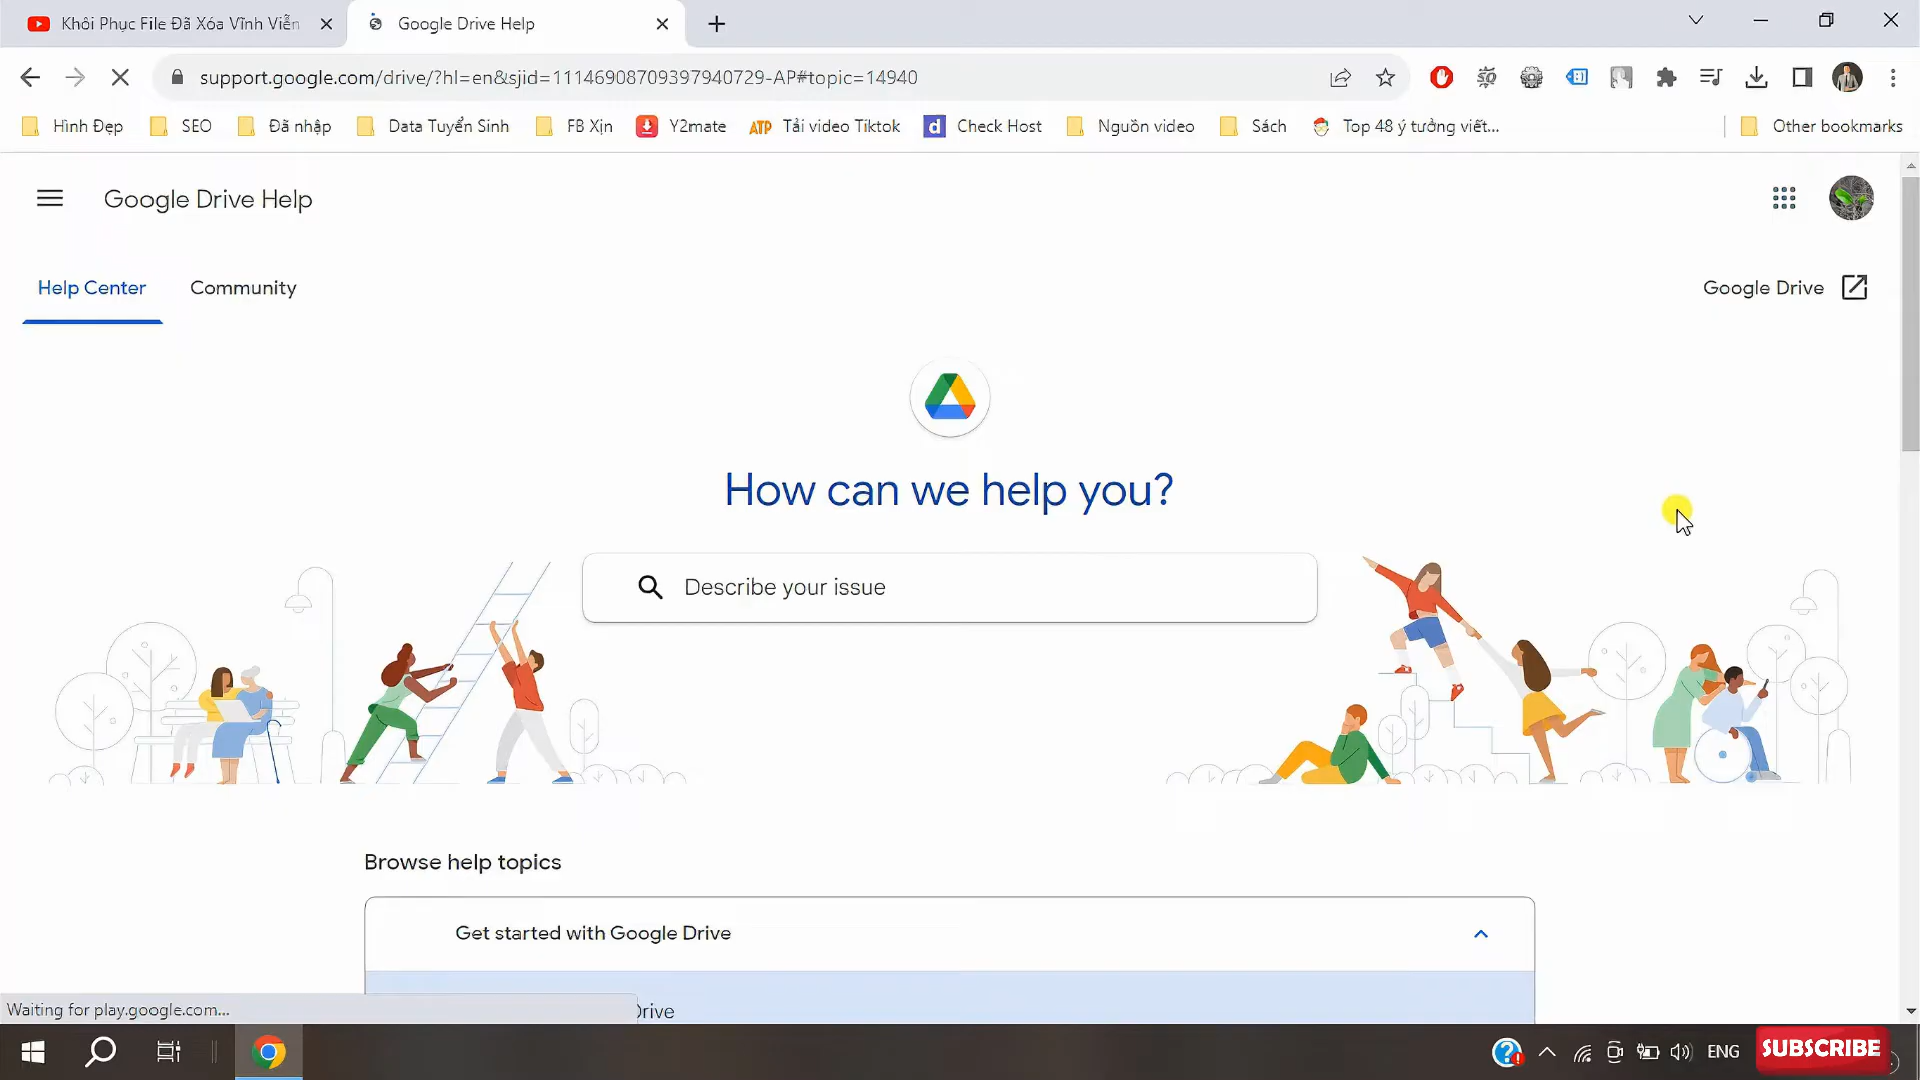 Khôi Phục File Đã Xóa Vĩnh Viễn
Google Drive Help
support.google.com/drive/?hl=en&sjid=11146908709397940729-AP#topic=14940
Hình Đẹp
SEO
Đã nhập
Data Tuyển Sinh
FB Xịn
Y2mate
ATP Tải video Tiktok
d Check Host
Nguồn video
Sách
Top 48 ý tưởng viết...
Other bookmarks
Google Drive Help
Help Center
Community
Google Drive
How can we help you?
Describe your issue
Browse help topics
Get started with Google Drive
Drive
Waiting for play.google.com...
ENG
SUBSCRIBE